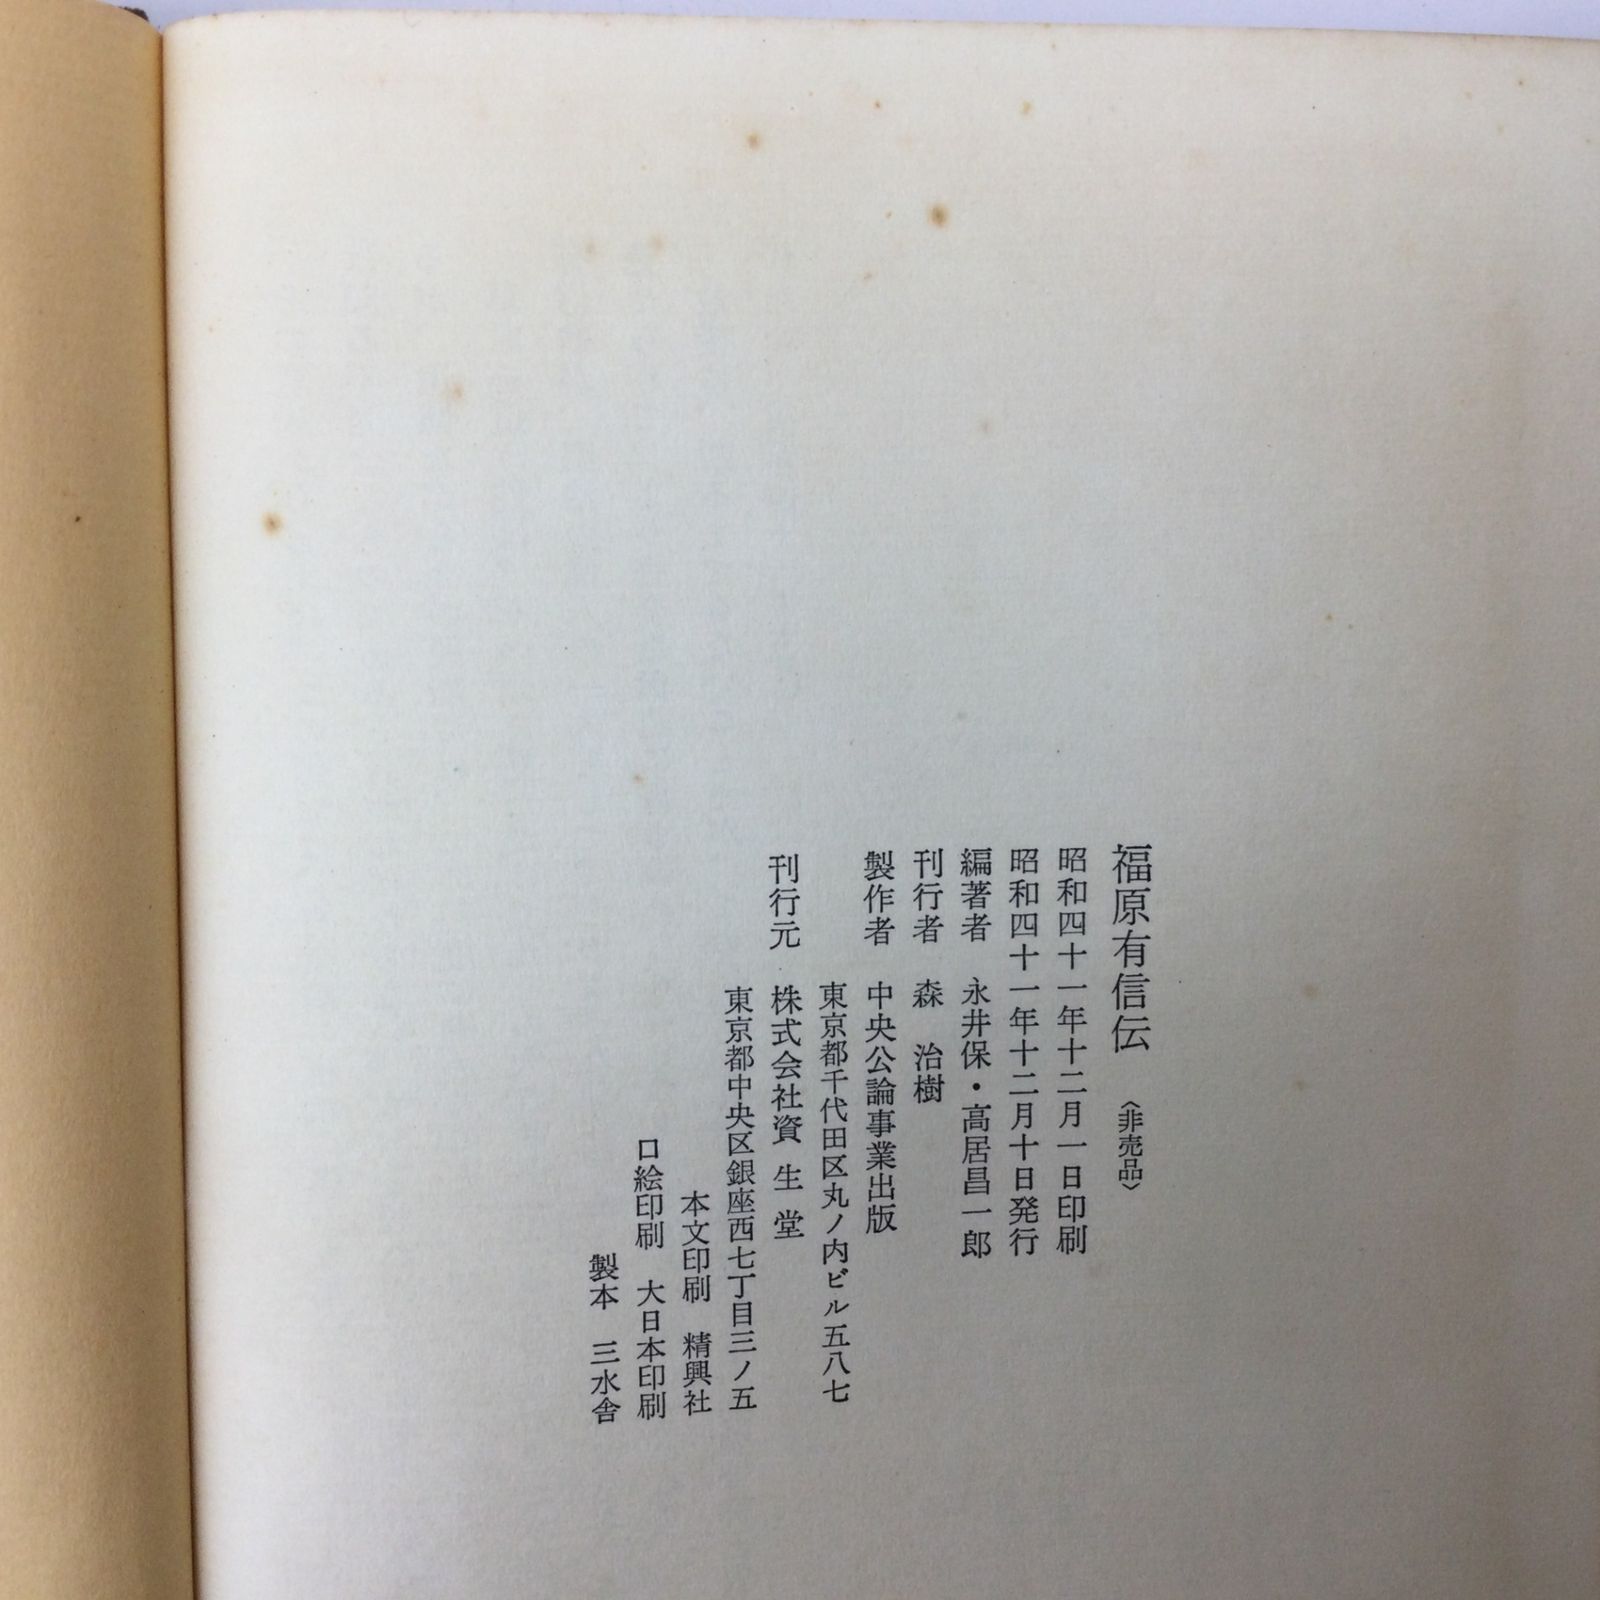 福原有信伝 〈非売品〉
昭和四十一年十二月一日印刷
昭和四十一年十二月十日発行
編著者 永井保・高居昌一郎
刊行者 森 治樹
製作者 中央公論事業出版
東京都千代田区丸ノ内ビル五八七
刊行元 株式会社資生堂
東京都中央区銀座西七丁目三ノ五
本文印刷 精興社
口絵印刷 大日本印刷
製本 三水舎